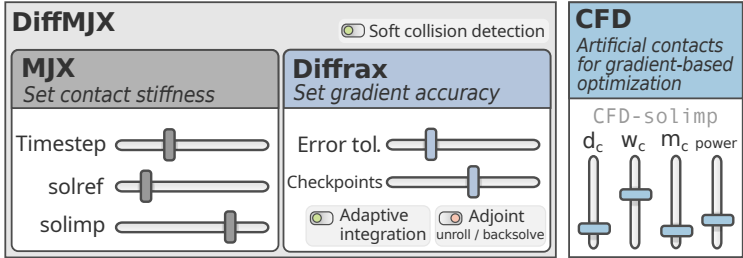 DiffMJX
Soft collision detection
MJX
Set contact stiffness
Timestep
solref
solimp
Diffrax
Set gradient accuracy
Error tol.
Checkpoints
Adaptive
integration
Adjoint
unroll / backsolve
CFD
Artificial contacts
for gradient-based
optimization
CFD-solimp
dc wc mc power